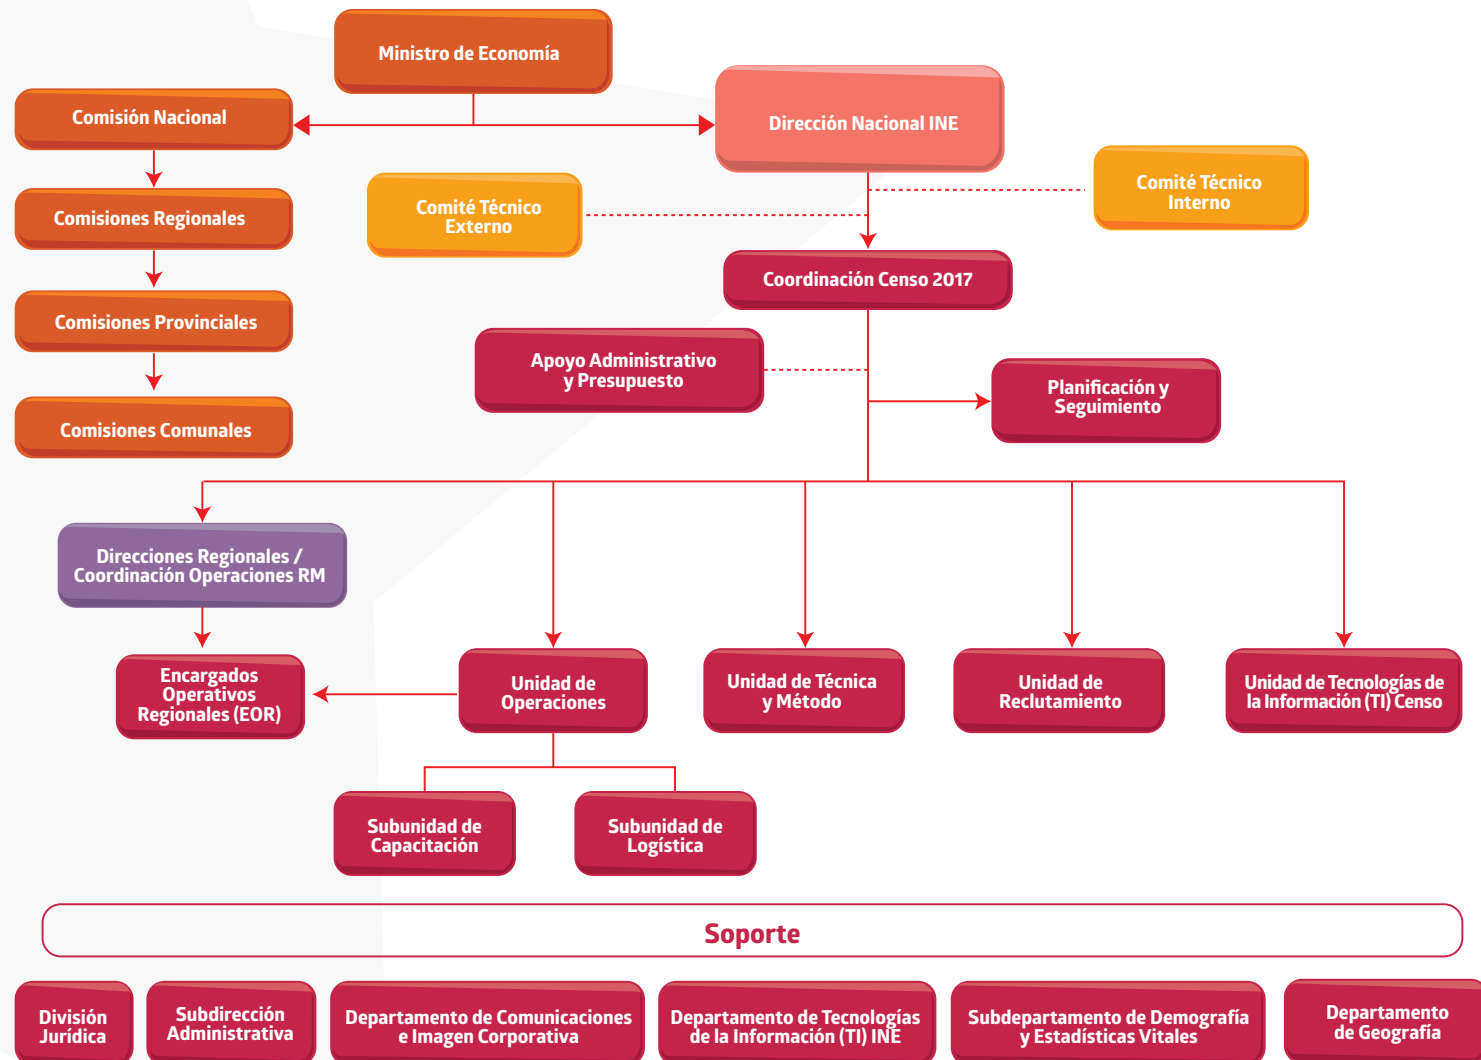 Ministro de Economía
Comisión Nacional
Dirección Nacional INE
Comité Técnico
Interno
Comité Técnico
Externo
Comisiones Regionales
Coordinación Censo 2017
Comisiones Provinciales
Apoyo Administrativo
y Presupuesto
Planificación y
Seguimiento
Comisiones Comunales
Direcciones Regionales /
Coordinación Operaciones RM
Encargados
Operativos
Regionales (EOR)
Unidad de
Operaciones
Unidad de Técnica
y Método
Unidad de
Reclutamiento
Unidad de Tecnologías de
la Información (TI) Censo
Subunidad de
Capacitación
Subunidad de
Logística
Soporte
División
Jurídica
Subdirección
Administrativa
Departamento de Comunicaciones
e Imagen Corporativa
Departamento de Tecnologías
de la Información (TI) INE
Subdepartamento de Demografía
y Estadísticas Vitales
Departamento
de Geografía